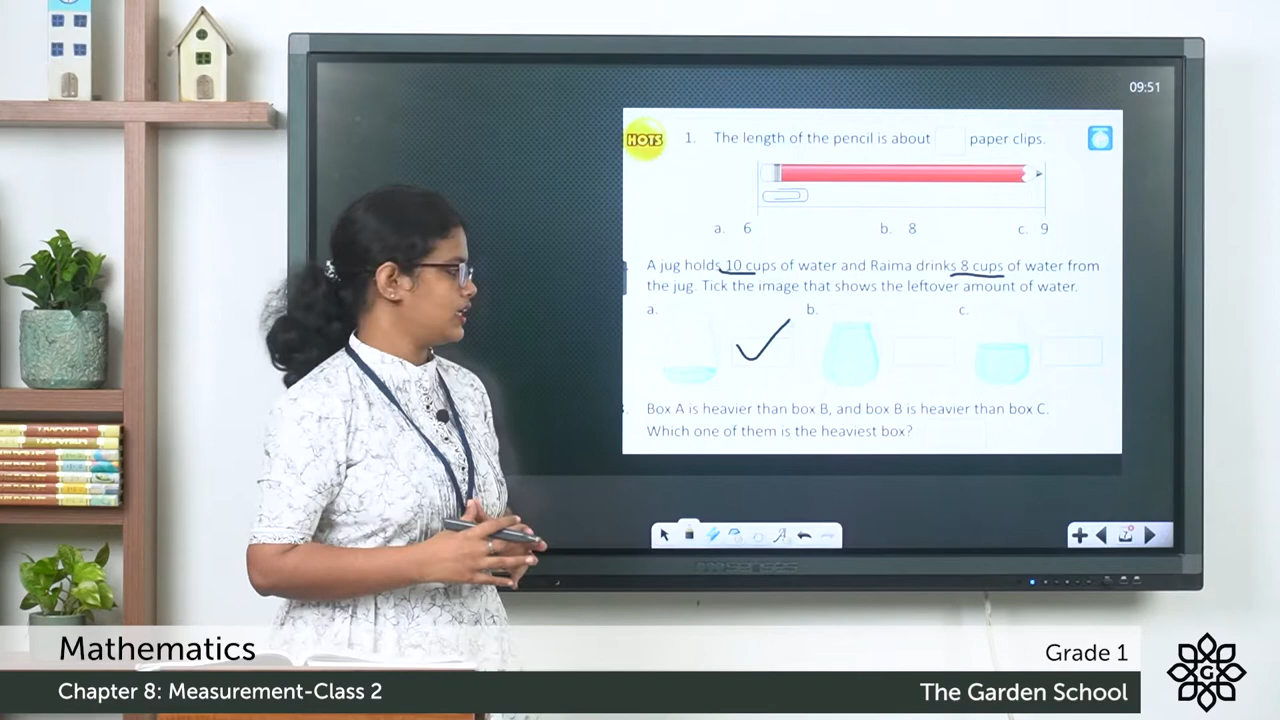 09:51
HOTS
1. The length of the pencil is about paper clips.
a. 6 b. 8 c. 9
A jug holds 10 cups of water and Raima drinks 8 cups of water from
the jug. Tick the image that shows the leftover amount of water.
a. b. c.
Box A is heavier than box B, and box B is heavier than box C.
Which one of them is the heaviest box?
Mathematics
Grade 1
Chapter 8: Measurement-Class 2
The Garden School
G